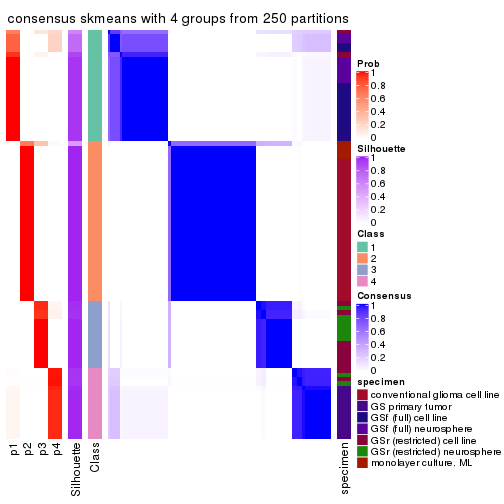 consensus skmeans with 4 groups from 250 partitions
Prob
1
0.8
0.6
0.4
0.2
0
Silhouette
1
0.8
0.6
0.4
0.2
0
Class
1
2
3
4
Consensus
1
0.8
0.6
0.4
0.2
0
specimen
conventional glioma cell line
GS primary tumor
GSf (full) cell line
GSf (full) neurosphere
GSr (restricted) cell line
GSr (restricted) neurosphere
monolayer culture. ML
p1
p2
p3
p4
Silhouette
Class
specimen